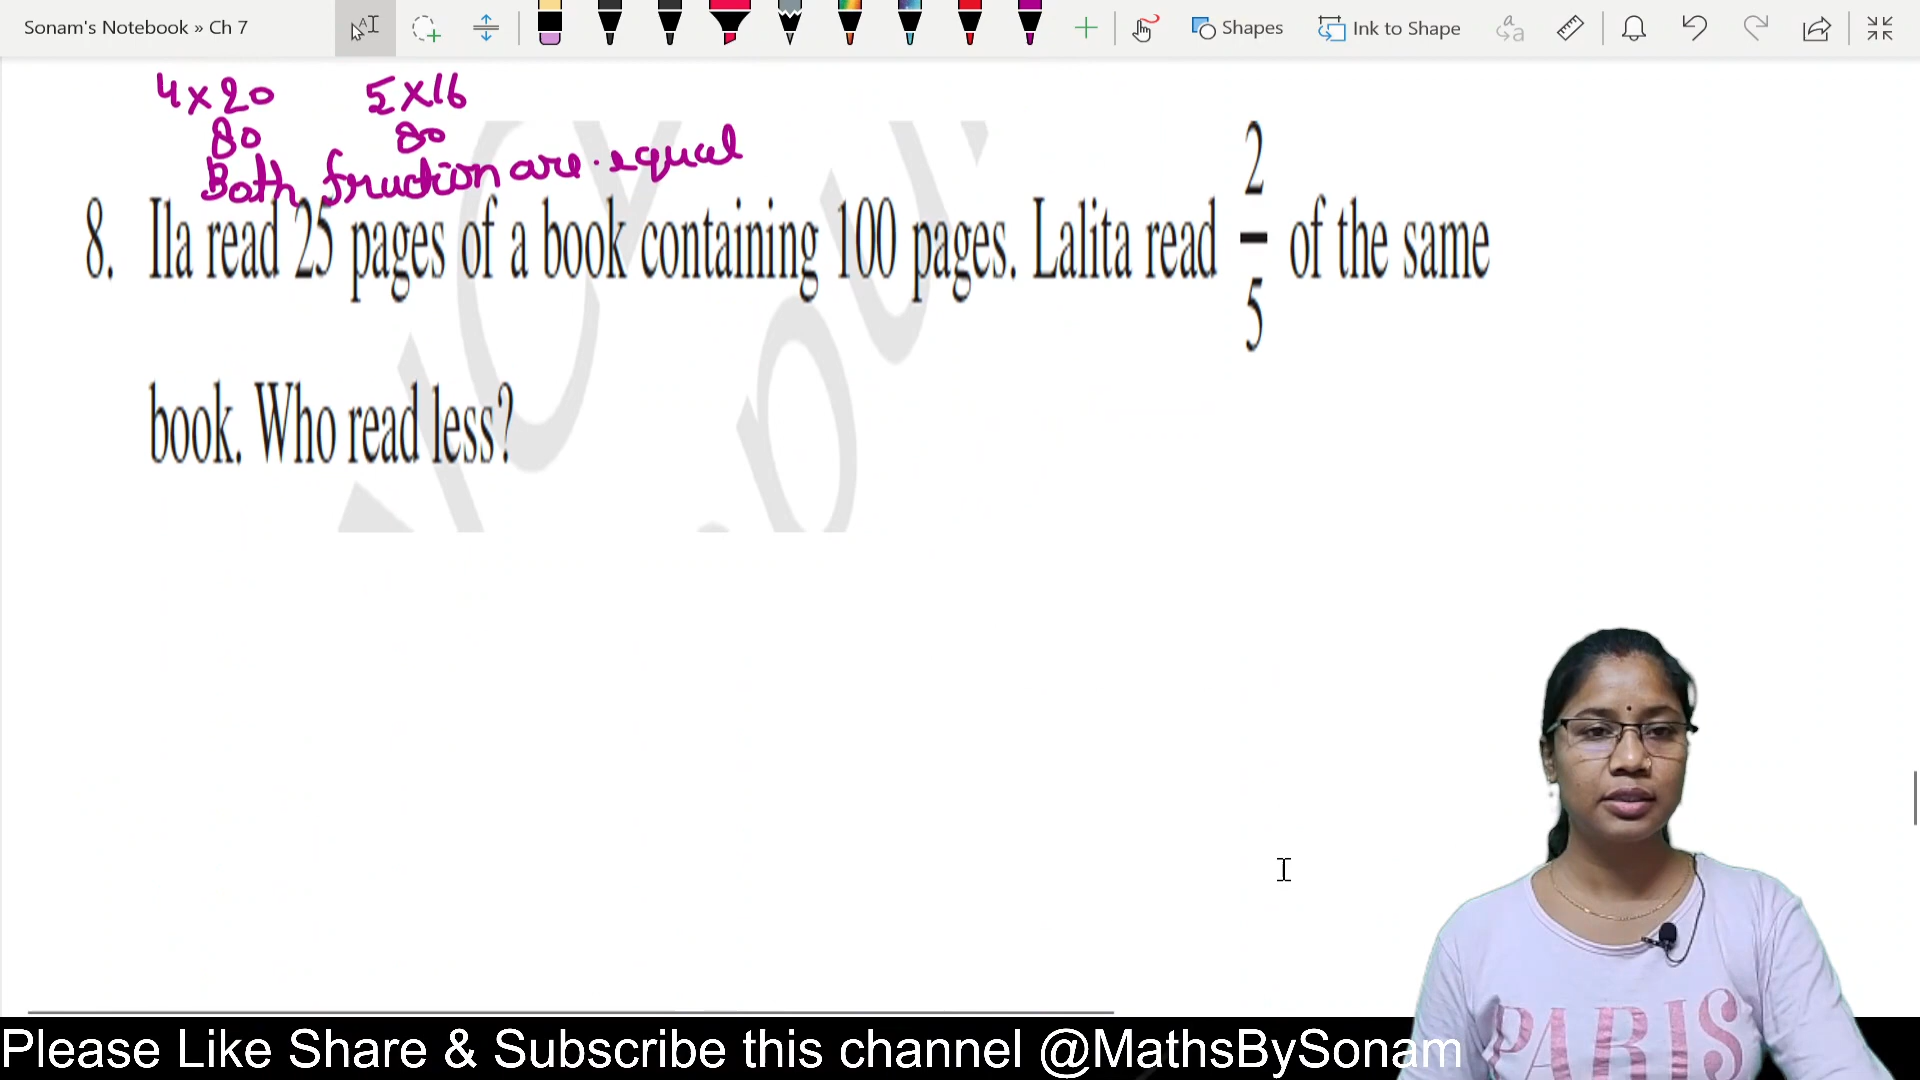 Sonam's Notebook » Ch 7
Shapes
Ink to Shape
4 x 20 5 x 16
80 80
Both fruction are equal
8. Ila read 25 pages of a book containing 100 pages. Lalita read 2/5 of the same
book. Who read less?
PARIS
Please Like Share & Subscribe this channel @MathsBySonam